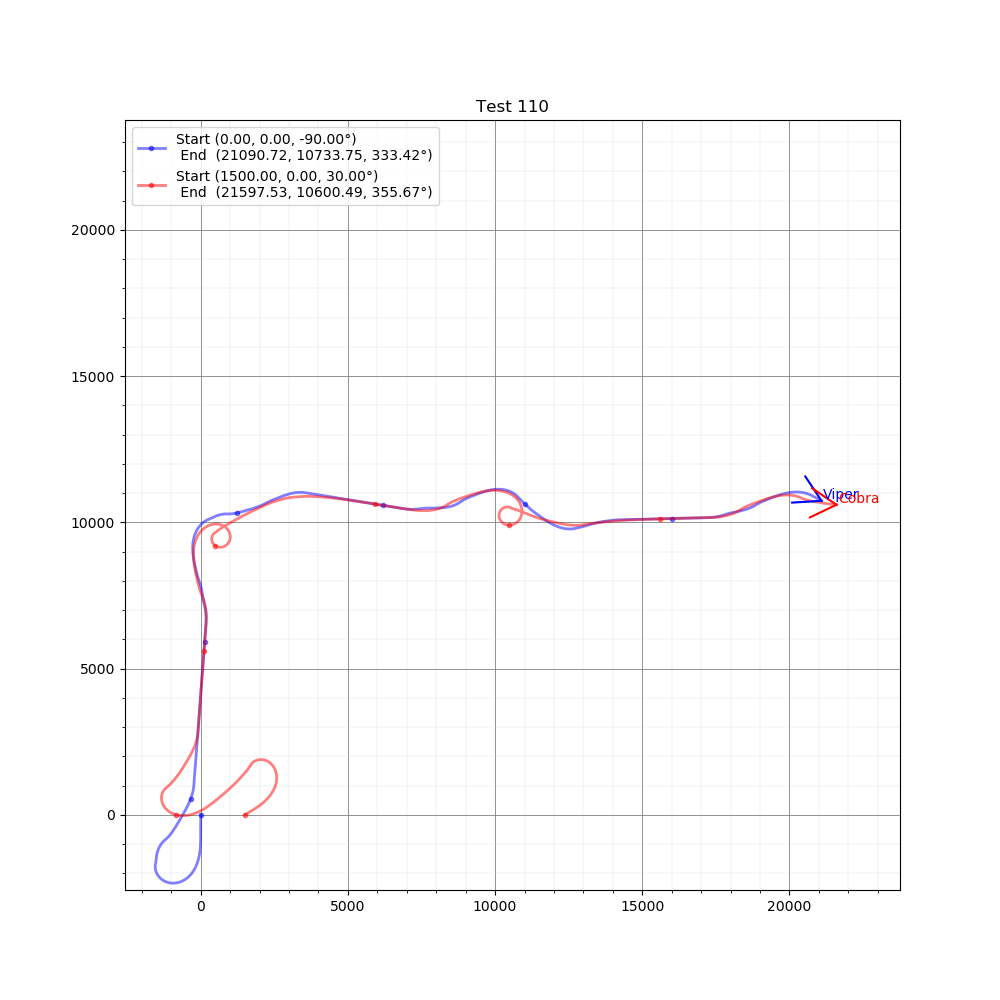 Test 110
Start (0.00, 0.00, -90.00°)
End (21090.72, 10733.75, 333.42°)
Start (1500.00, 0.00, 30.00°)
End (21597.53, 10600.49, 355.67°)
20000
15000
10000
5000
0
Viper
Cobra
0
5000
10000
15000
20000